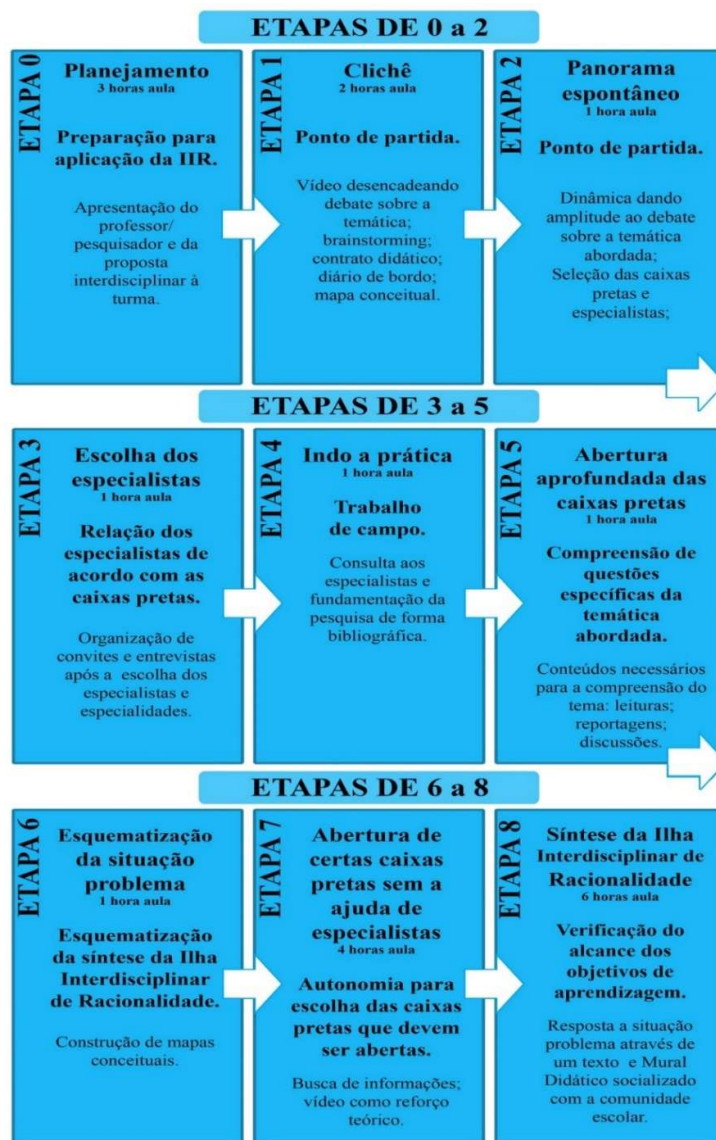 ETAPAS DE 0 a 2
ETAPA 0
Planejamento
3 horas aula
Preparação para
aplicação da IIR.
Apresentação do
professor/
pesquisador e da
proposta
interdisciplinar à
turma.
ETAPA 1
Clichê
2 horas aula
Ponto de partida.
Vídeo desencadeando
debate sobre a
temática;
brainstorming;
contrato didático;
diário de bordo;
mapa conceitual.
ETAPA 2
Panorama
espontâneo
1 hora aula
Ponto de partida.
Dinâmica dando
amplitude ao debate
sobre a temática
abordada;
Seleção das caixas
pretas e
especialistas;
ETAPAS DE 3 a 5
ETAPA 3
Escolha dos
especialistas
1 hora aula
Relação dos
especialistas de
acordo com as
caixas pretas.
Organização de
convites e entrevistas
após a escolha dos
especialistas e
especialidades.
ETAPA 4
Indo a prática
1 hora aula
Trabalho
de campo.
Consulta aos
especialistas e
fundamentação da
pesquisa de forma
bibliográfica.
ETAPA 5
Abertura
aprofundada das
caixas pretas
1 hora aula
Compreensão de
questões
específicas da
temática
abordada.
Conteúdos necessários
para a compreensão do
tema: leituras;
reportagens;
discussões.
ETAPAS DE 6 a 8
ETAPA 6
Esquematização
da situação
problema
1 hora aula
Esquematização
da síntese da Ilha
Interdisciplinar
de Racionalidade.
Construção de mapas
conceituais.
ETAPA 7
Abertura de
certas caixas
pretas sem a
ajuda de
especialistas
4 horas aula
Autonomia para
escolha das caixas
pretas que devem
ser abertas.
Busca de informações;
vídeo como reforço
teórico.
ETAPA 8
Síntese da Ilha
Interdisciplinar de
Racionalidade
6 horas aula
Verificação do
alcance dos
objetivos de
aprendizagem.
Resposta a situação
problema através de
um texto e Mural
Didático socializado
com a comunidade
escolar.